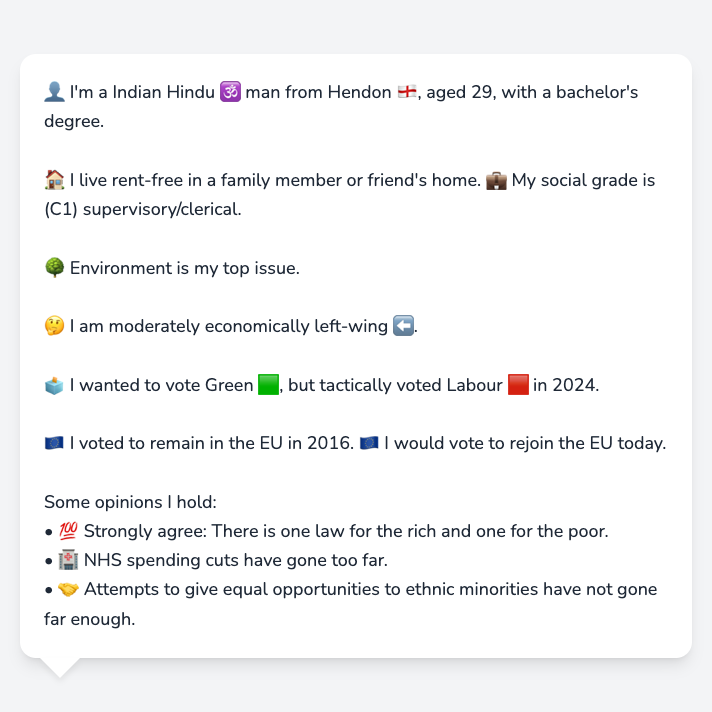 👤 I'm a Indian Hindu 🕉️ man from Hendon 🏴󠁧󠁢󠁥󠁮󠁧󠁿, aged 29, with a bachelor's
degree.
🏠 I live rent-free in a family member or friend's home. 💼 My social grade is
(C1) supervisory/clerical.
🌳 Environment is my top issue.
🤔 I am moderately economically left-wing ⬅️.
🗳️ I wanted to vote Green 🟩, but tactically voted Labour 🟥 in 2024.
🇪🇺 I voted to remain in the EU in 2016. 🇪🇺 I would vote to rejoin the EU today.
Some opinions I hold:
• 💯 Strongly agree: There is one law for the rich and one for the poor.
• 🏥 NHS spending cuts have gone too far.
• 🤝 Attempts to give equal opportunities to ethnic minorities have not gone
far enough.